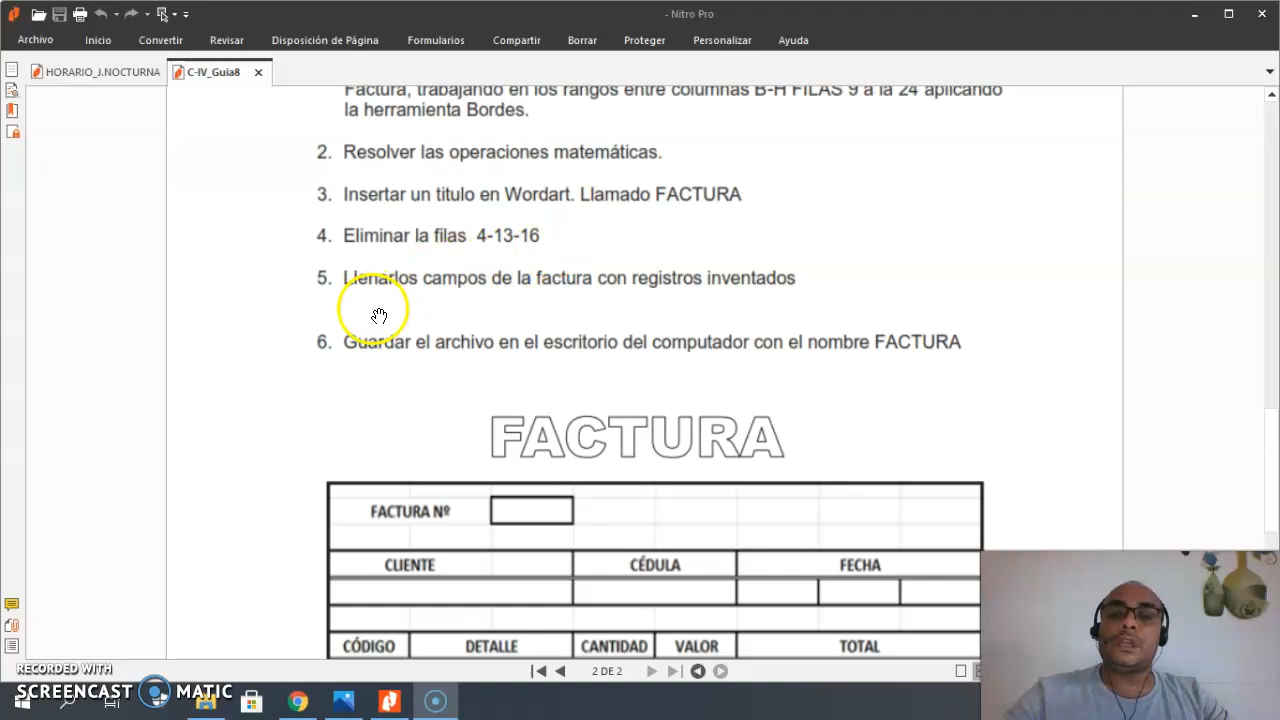 - Nitro Pro
Archivo Inicio Convertir Revisar Disposición de Página Formularios Compartir Borrar Proteger Personalizar Ayuda
HORARIO_J.NOCTURNA C-IV_Guia8
Factura, trabajando en los rangos entre columnas B-H FILAS 9 a la 24 aplicando
la herramienta Bordes.
2. Resolver las operaciones matemáticas.
3. Insertar un titulo en Wordart. Llamado FACTURA
4. Eliminar la filas 4-13-16
5. Llenarlos campos de la factura con registros inventados
6. Guardar el archivo en el escritorio del computador con el nombre FACTURA
FACTURA
FACTURA Nº
CLIENTE CÉDULA FECHA
CÓDIGO DETALLE CANTIDAD VALOR TOTAL
2 DE 2
RECORDED WITH
SCREENCAST MATIC